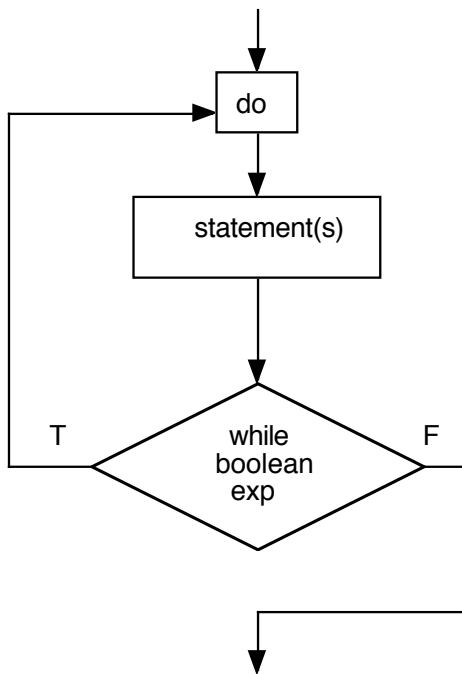 do
statement(s)
T
while
boolean
exp
F